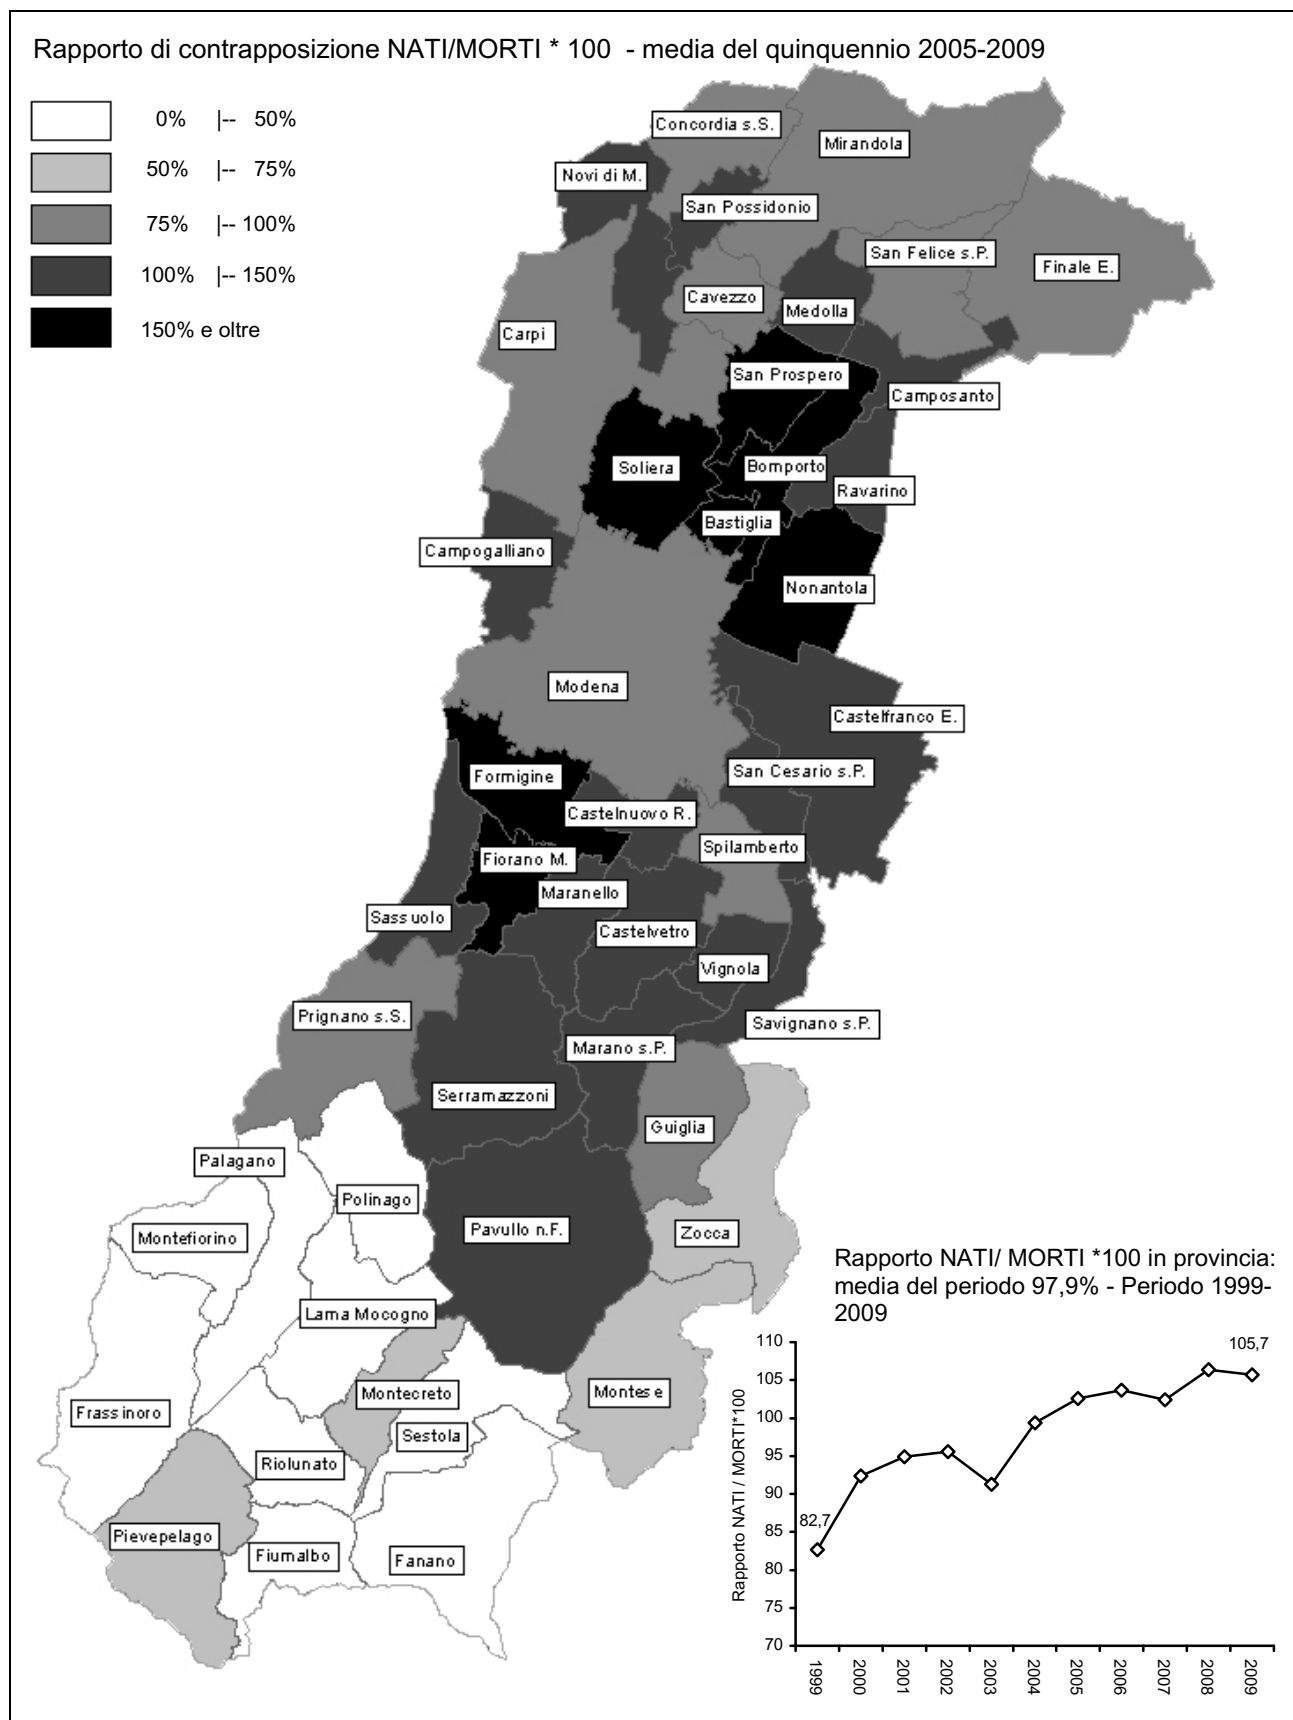 Rapporto di contrapposizione NATI/MORTI * 100 - media del quinquennio 2005-2009
0% |-- 50%
50% |-- 75%
75% |-- 100%
100% |-- 150%
150% e oltre
Concordia s.S.
Mirandola
Novi di M.
San Possidonio
San Felice s.P.
Finale E.
Cavezzo
Medolla
Carpi
San Prospero
Camposanto
Soliera
Bomporto
Ravarino
Bastiglia
Campogalliano
Nonantola
Modena
Castelfranco E.
San Cesario s.P.
Formigine
Castelnuovo R.
Spilamberto
Fiorano M.
Maranello
Sassuolo
Castelvetro
Vignola
Prignano s.S.
Savignano s.P.
Marano s.P.
Serramazzoni
Guiglia
Palagano
Polinago
Montefiorino
Pavullo n.F.
Zocca
Lama Mocogno
Montecreto
Montese
Frassinoro
Sestola
Riolunato
Pievepelago
Fiumalbo
Fanano
Rapporto NATI/ MORTI *100 in provincia:
media del periodo 97,9% - Periodo 1999-
2009
Rapporto NATI / MORTI*100
110
105
100
95
90
85
80
75
70
82,7
105,7
1999
2000
2001
2002
2003
2004
2005
2006
2007
2008
2009